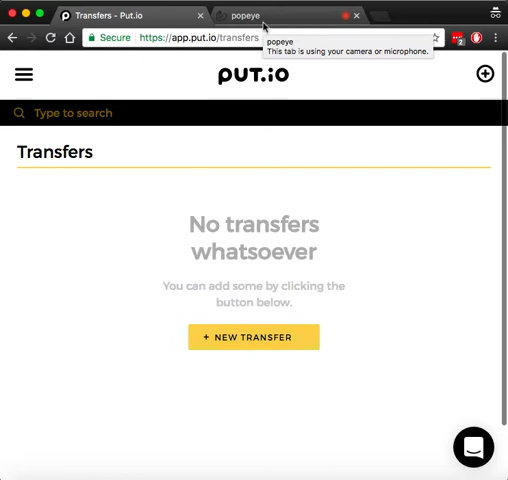 Transfers - Put.io
popeye
Secure https://app.put.io/transfers
popeye
This tab is using your camera or microphone.
2
PUT.IO
Type to search
Transfers
No transfers
whatsoever
You can add some by clicking the
button below.
+ NEW TRANSFER